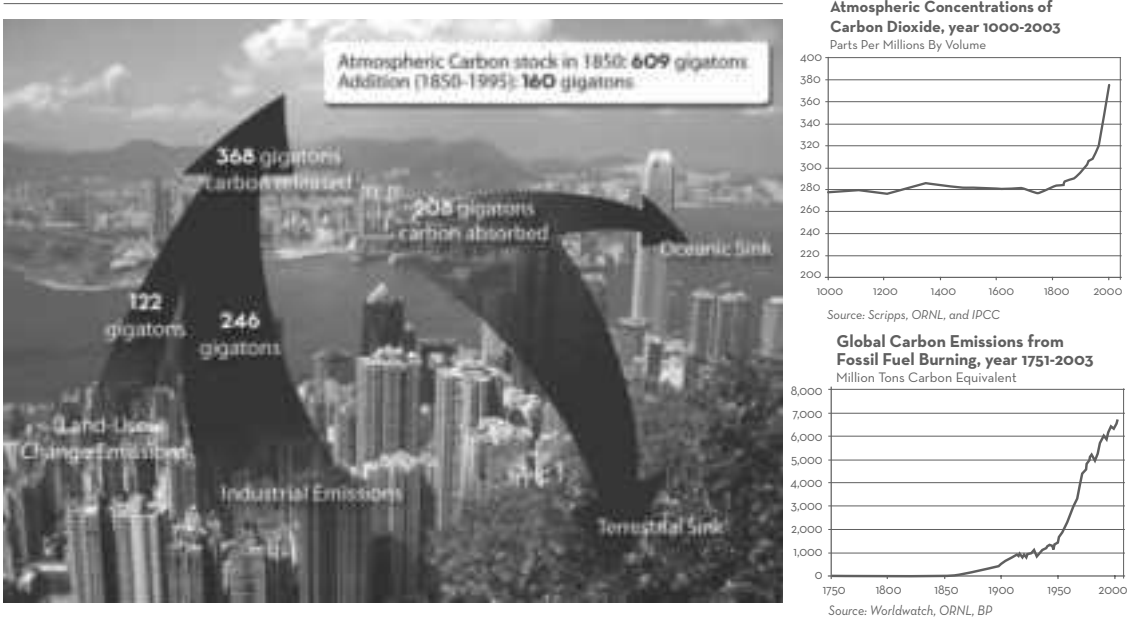 Atmospheric Carbon stock in 1850: 609 gigatons
Addition (1850-1995): 160 gigatons
368 gigatons
carbon released
208 gigatons
carbon absorbed
Oceanic Sink
122
gigatons
246
gigatons
Land-Use
Change Emissions
Industrial Emissions
Terrestrial Sink
Atmospheric Concentrations of
Carbon Dioxide, year 1000-2003
Parts Per Millions By Volume
400
380
360
340
320
300
280
260
240
220
200
1000 1200 1400 1600 1800 2000
Source: Scripps, ORNL, and IPCC
Global Carbon Emissions from
Fossil Fuel Burning, year 1751-2003
Million Tons Carbon Equivalent
8,000
7,000
6,000
5,000
4,000
3,000
2,000
1,000
0
1750 1800 1850 1900 1950 2000
Source: Worldwatch, ORNL, BP